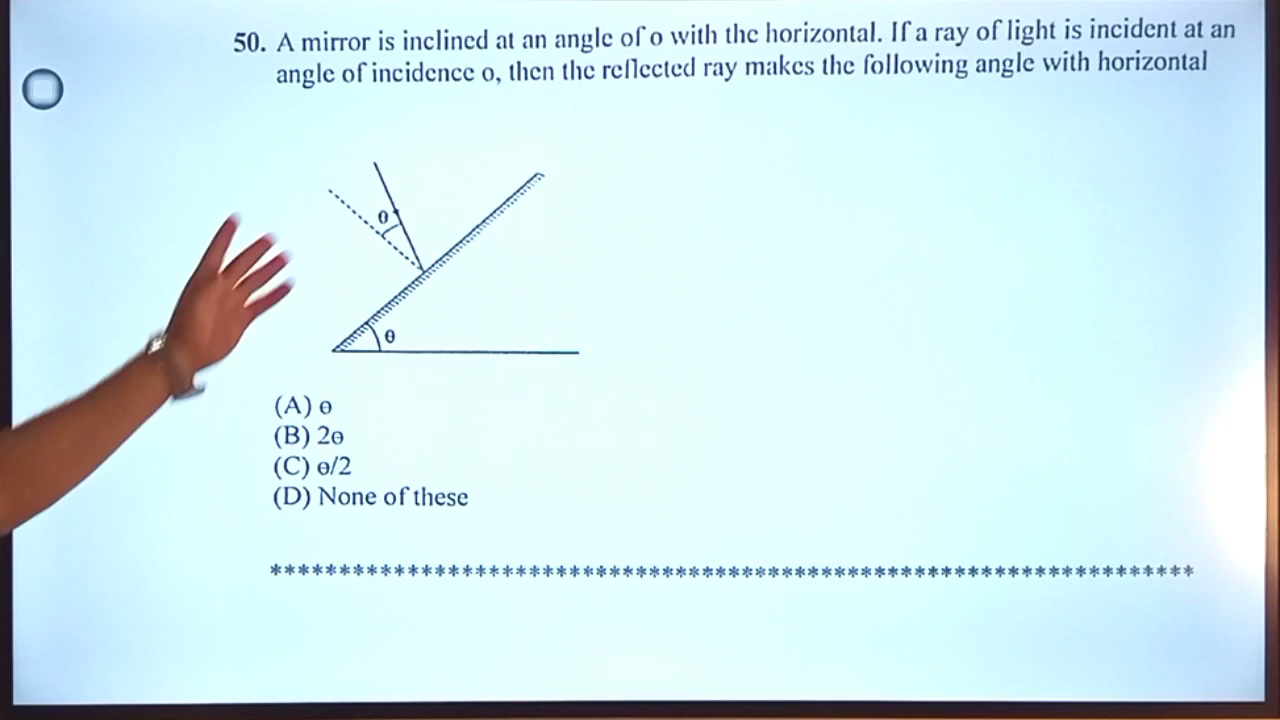 50. A mirror is inclined at an angle of ɵ with the horizontal. If a ray of light is incident at an
angle of incidence ɵ, then the reflected ray makes the following angle with horizontal
θ
θ
(A) ɵ
(B) 2ɵ
(C) ɵ/2
(D) None of these
********************************************************************